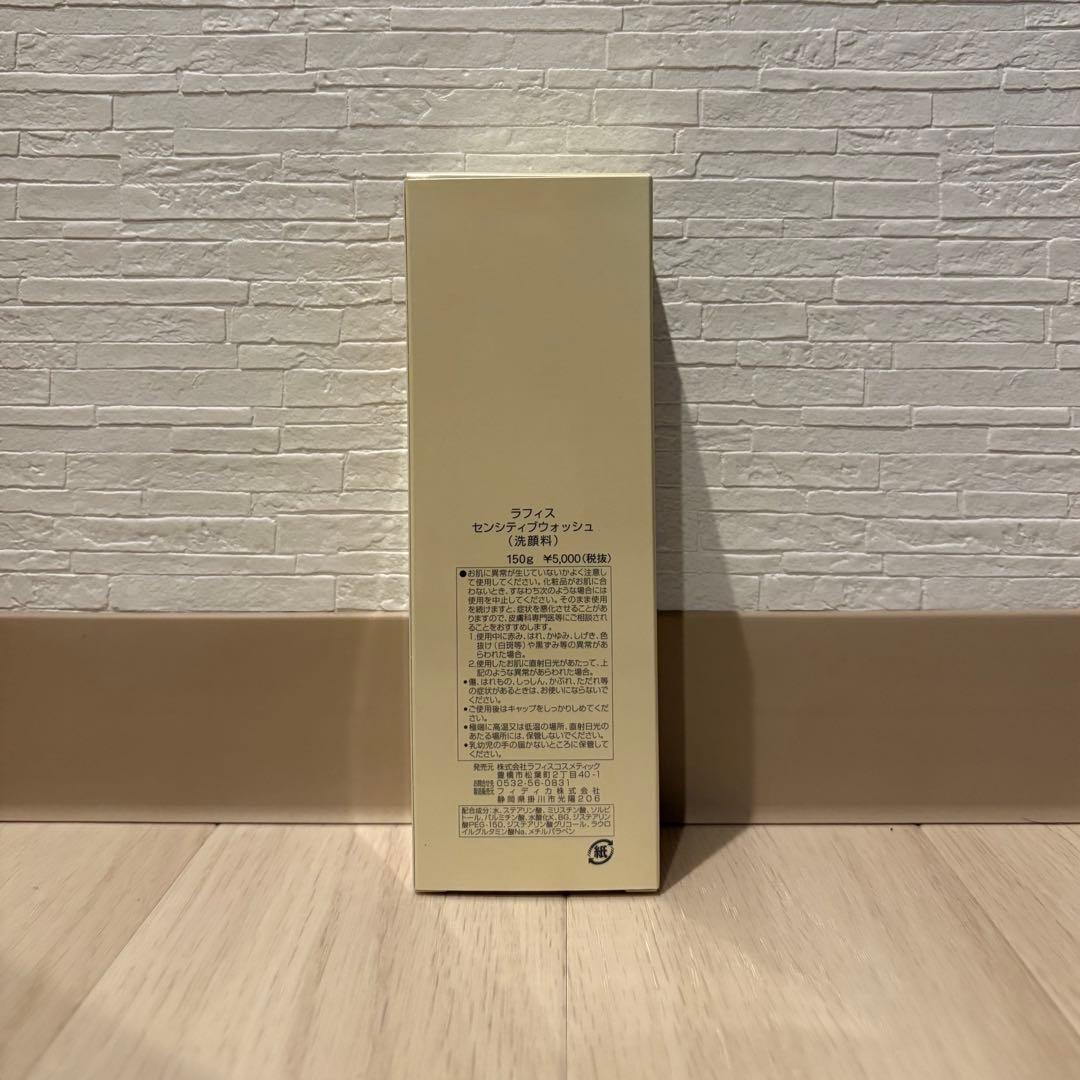 ラフィス
センシティブウォッシュ
(洗顔料)
150g ¥5,000(税抜)
●お肌に異常が生じていないかよく注意し
て使用してください。化粧品がお肌に合
わないとき、すなわち次のような場合には
使用を中止してください。そのまま使用
を続けますと、症状を悪化させることがあ
りますので、皮膚科専門医等にご相談され
ることをおすすめします。
1.使用中に赤み、はれ、かゆみ、しげき、色
抜け(白斑等)や黒ずみ等の異常があ
らわれた場合。
2.使用したお肌に直射日光があたって、上
記のような異常があらわれた場合。
●傷、はれもの、しっしん、かぶれ、ただれ等
の症状があるときは、お使いにならないで
ください。
●ご使用後はキャップをしっかりしめてくだ
さい。
●極端に高温又は低温の場所、直射日光の
あたる場所には、保管しないでください。
●乳幼児の手の届かないところに保管して
ください。
発売元 株式会社ラフィスコスメティック
豊橋市松葉町2丁目40-1
お問合せ先 0532-56-0831
製造販売元 フィディカ株式会社
静岡県掛川市光陽206
配合成分:水、ステアリン酸、ミリスチン酸、ソルビ
トール、パルミチン酸、水酸化K、BG、ジステアリン
酸PEG-150、ジステアリン酸グリコール、ラウロ
イルグルタミン酸Na、メチルパラベン
紙